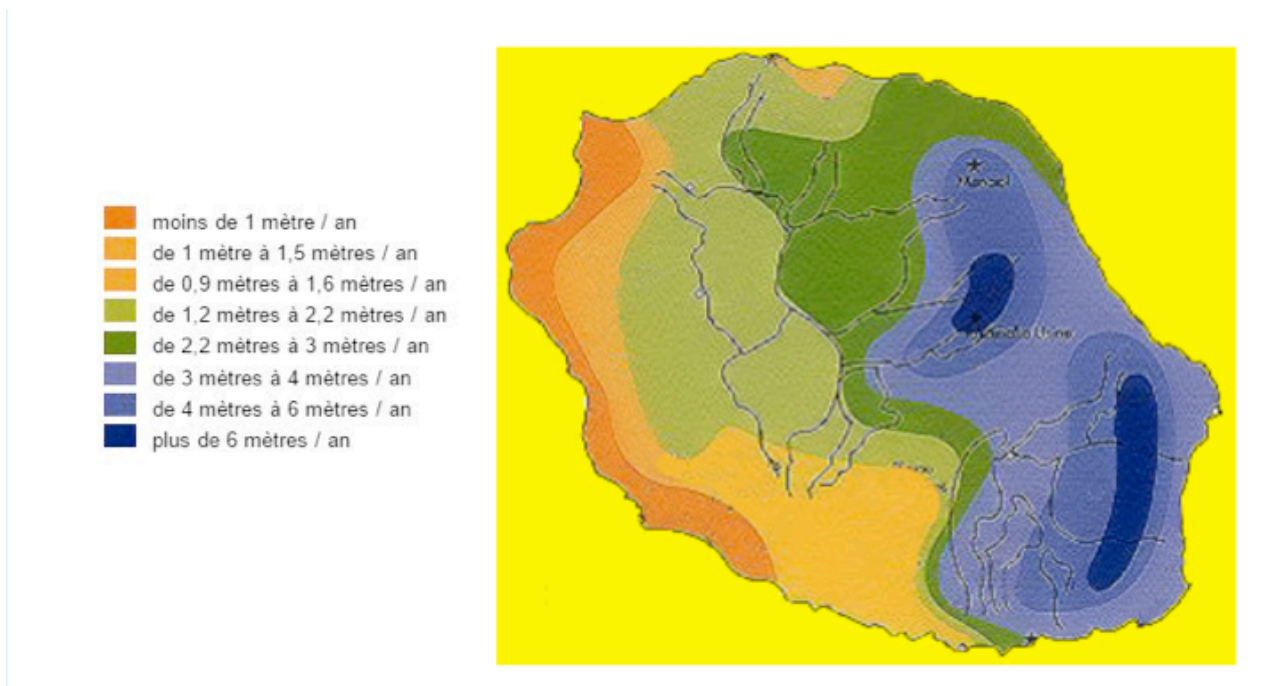 moins de 1 mètre / an
de 1 mètre à 1,5 mètres / an
de 0,9 mètres à 1,6 mètres / an
de 1,2 mètres à 2,2 mètres / an
de 2,2 mètres à 3 mètres / an
de 3 mètres à 4 mètres / an
de 4 mètres à 6 mètres / an
plus de 6 mètres / an